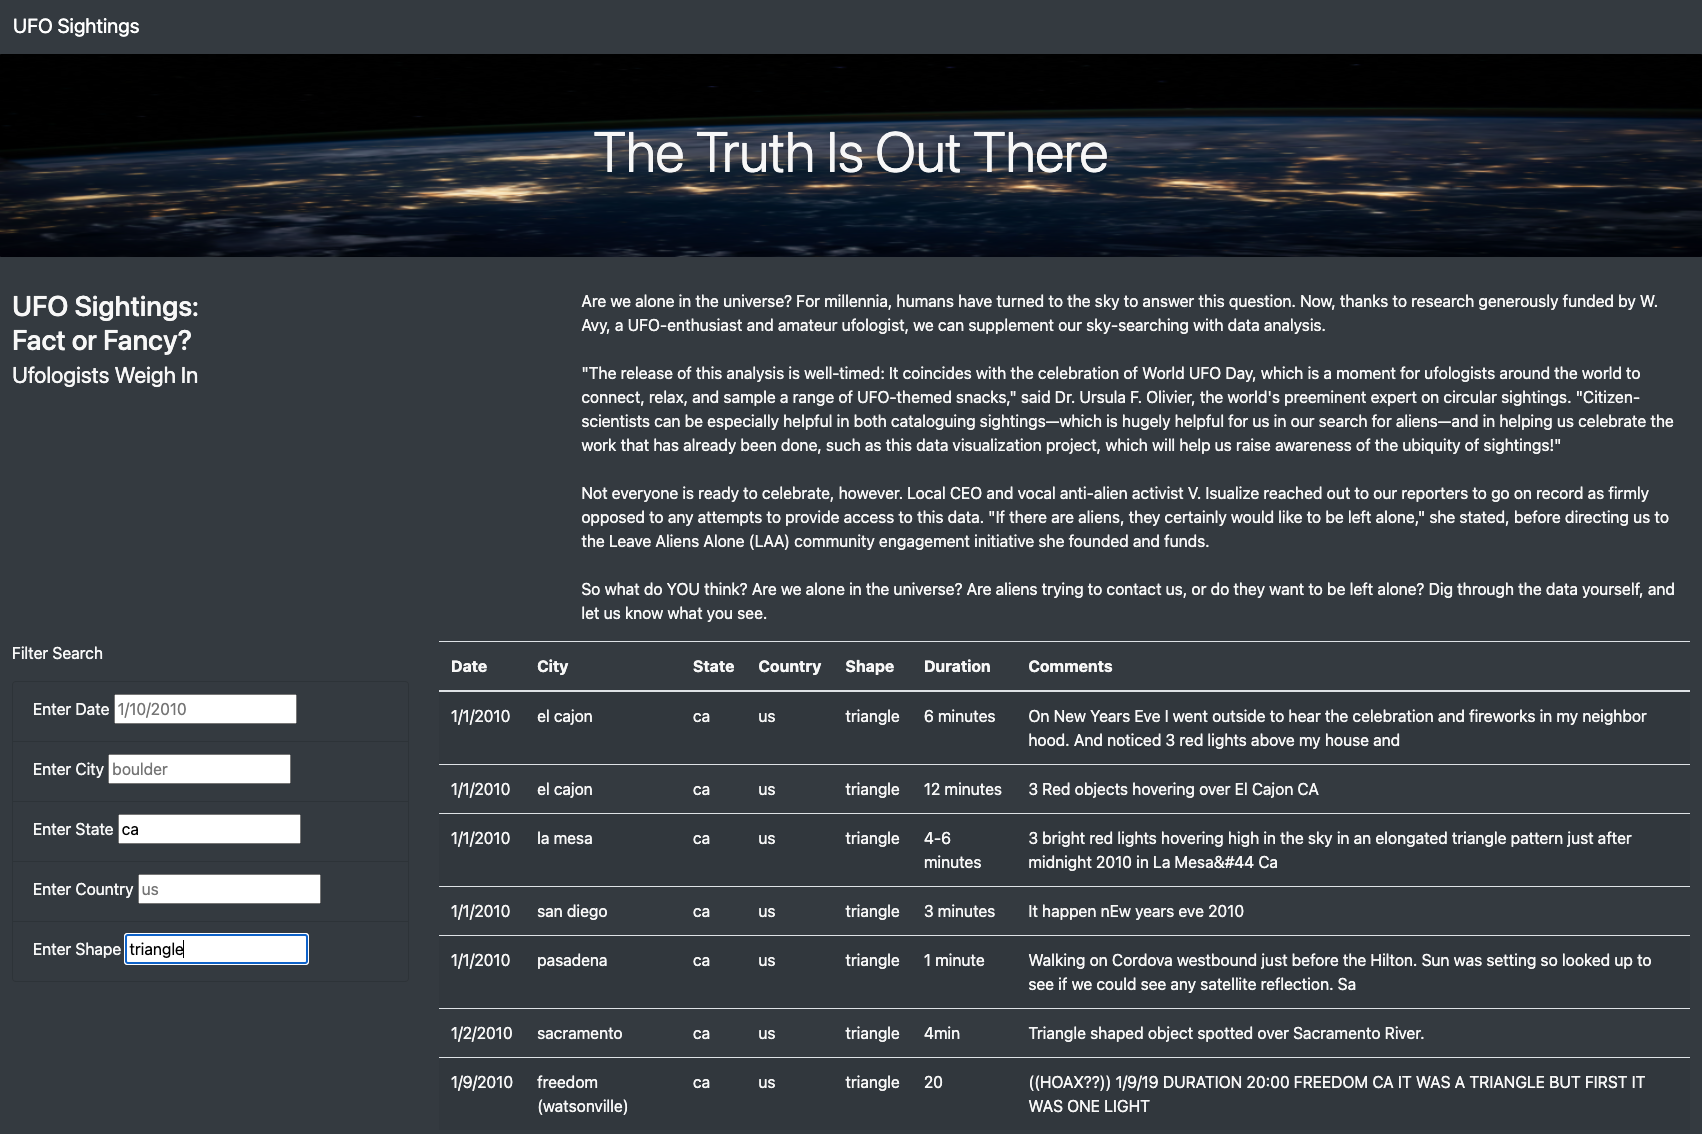 UFO Sightings
The Truth Is Out There
UFO Sightings:
Fact or Fancy?
Ufologists Weigh In
Are we alone in the universe? For millennia, humans have turned to the sky to answer this question. Now, thanks to research generously funded by W.
Avy, a UFO-enthusiast and amateur ufologist, we can supplement our sky-searching with data analysis.
"The release of this analysis is well-timed: It coincides with the celebration of World UFO Day, which is a moment for ufologists around the world to
connect, relax, and sample a range of UFO-themed snacks," said Dr. Ursula F. Olivier, the world's preeminent expert on circular sightings. "Citizen-
scientists can be especially helpful in both cataloguing sightings—which is hugely helpful for us in our search for aliens—and in helping us celebrate the
work that has already been done, such as this data visualization project, which will help us raise awareness of the ubiquity of sightings!"
Not everyone is ready to celebrate, however. Local CEO and vocal anti-alien activist V. Isualize reached out to our reporters to go on record as firmly
opposed to any attempts to provide access to this data. "If there are aliens, they certainly would like to be left alone," she stated, before directing us to
the Leave Aliens Alone (LAA) community engagement initiative she founded and funds.
So what do YOU think? Are we alone in the universe? Are aliens trying to contact us, or do they want to be left alone? Dig through the data yourself, and
let us know what you see.
Filter Search
Enter Date 1/10/2010
Enter City boulder
Enter State ca
Enter Country us
Enter Shape triangle
Date City State Country Shape Duration Comments
1/1/2010 el cajon ca us triangle 6 minutes On New Years Eve I went outside to hear the celebration and fireworks in my neighbor
hood. And noticed 3 red lights above my house and
1/1/2010 el cajon ca us triangle 12 minutes 3 Red objects hovering over El Cajon CA
1/1/2010 la mesa ca us triangle 4-6 3 bright red lights hovering high in the sky in an elongated triangle pattern just after
minutes midnight 2010 in La Mesa&#44 Ca
1/1/2010 san diego ca us triangle 3 minutes It happen nEw years eve 2010
1/1/2010 pasadena ca us triangle 1 minute Walking on Cordova westbound just before the Hilton. Sun was setting so looked up to
see if we could see any satellite reflection. Sa
1/2/2010 sacramento ca us triangle 4min Triangle shaped object spotted over Sacramento River.
1/9/2010 freedom ca us triangle 20 ((HOAX??)) 1/9/19 DURATION 20:00 FREEDOM CA IT WAS A TRIANGLE BUT FIRST IT
(watsonville) WAS ONE LIGHT